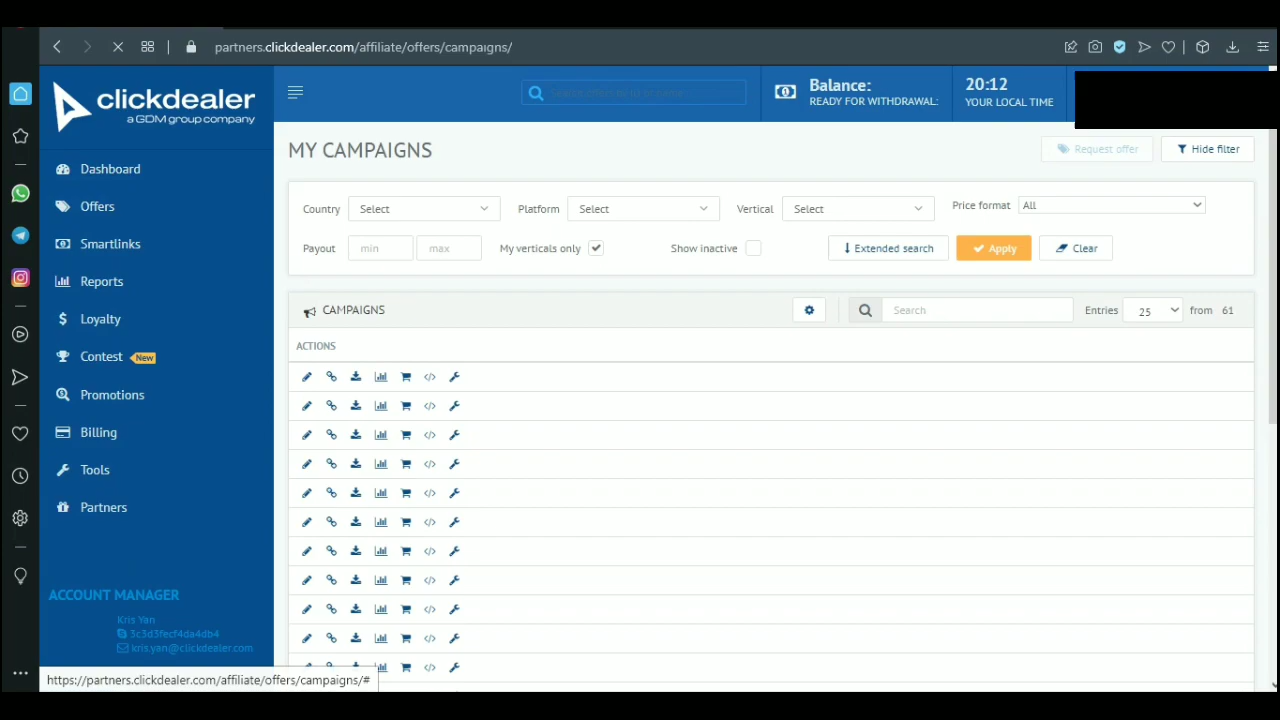 partners.clickdealer.com/affiliate/offers/campaigns/
clickdealer
a GDM group company
Balance:
READY FOR WITHDRAWAL:
20:12
YOUR LOCAL TIME
Dashboard
Offers
Smartlinks
Reports
Loyalty
Contest New
Promotions
Billing
Tools
Partners
ACCOUNT MANAGER
Kris Yan
3c3d3fecf4da4db4
kris.yan@clickdealer.com
MY CAMPAIGNS
Request offer
Hide filter
Country Select Platform Select Vertical Select Price format All
Payout min max My verticals only Show inactive Extended search Apply Clear
CAMPAIGNS Search Entries 25 from 61
ACTIONS
https://partners.clickdealer.com/affiliate/offers/campaigns/#